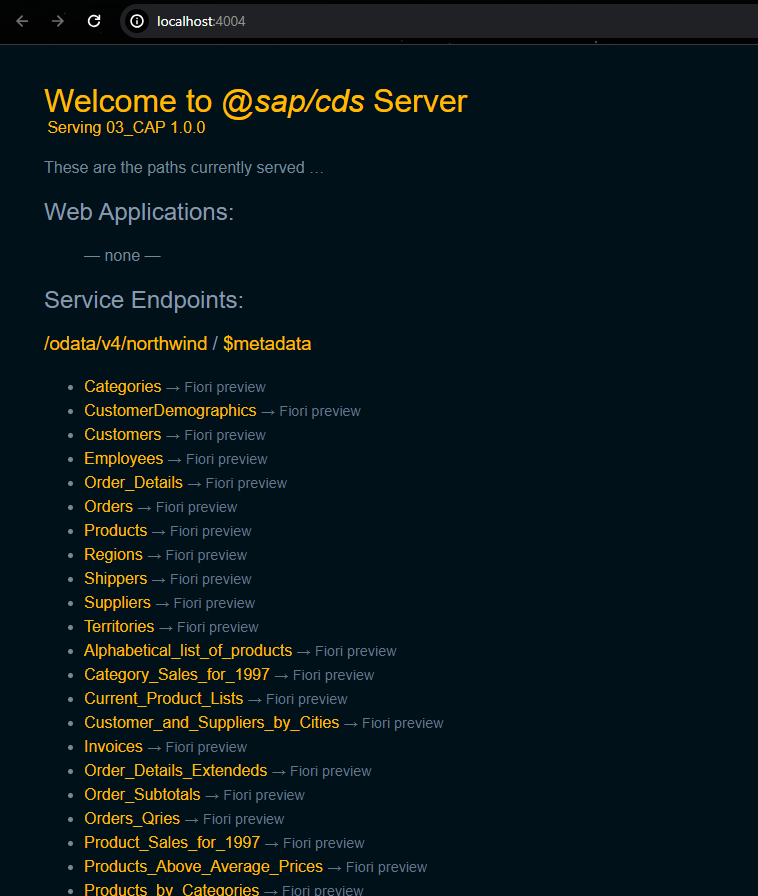 localhost:4004
Welcome to @sap/cds Server
Serving 03_CAP 1.0.0
These are the paths currently served …
Web Applications:
— none —
Service Endpoints:
/odata/v4/northwind / $metadata
Categories → Fiori preview
CustomerDemographics → Fiori preview
Customers → Fiori preview
Employees → Fiori preview
Order_Details → Fiori preview
Orders → Fiori preview
Products → Fiori preview
Regions → Fiori preview
Shippers → Fiori preview
Suppliers → Fiori preview
Territories → Fiori preview
Alphabetical_list_of_products → Fiori preview
Category_Sales_for_1997 → Fiori preview
Current_Product_Lists → Fiori preview
Customer_and_Suppliers_by_Cities → Fiori preview
Invoices → Fiori preview
Order_Details_Extendeds → Fiori preview
Order_Subtotals → Fiori preview
Orders_Qries → Fiori preview
Product_Sales_for_1997 → Fiori preview
Products_Above_Average_Prices → Fiori preview
Products_by_Categories → Fiori preview